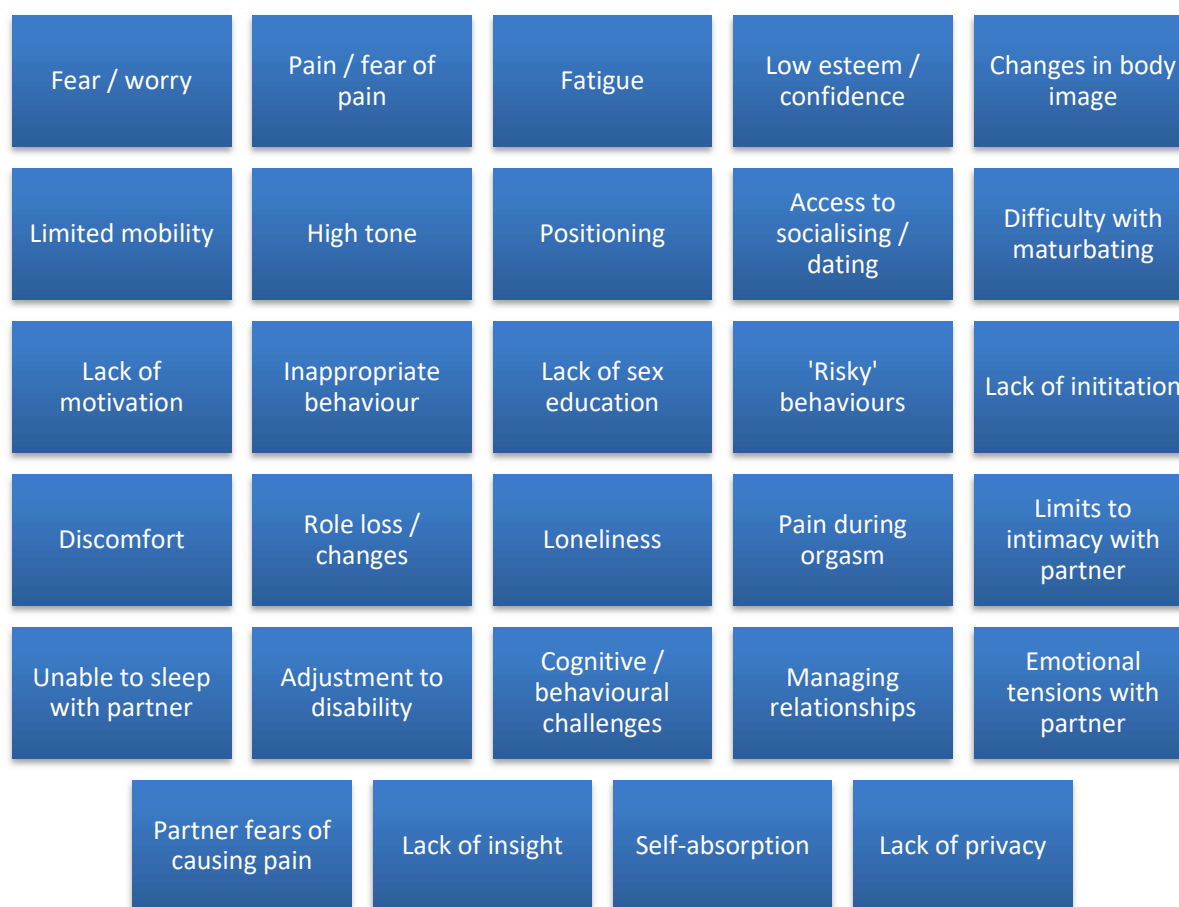 Fear / worry
Pain / fear of
pain
Fatigue
Low esteem /
confidence
Changes in body
image
Limited mobility
High tone
Positioning
Access to
socialising /
dating
Difficulty with
maturbating
Lack of
motivation
Inappropriate
behaviour
Lack of sex
education
'Risky'
behaviours
Lack of inititation
Discomfort
Role loss /
changes
Loneliness
Pain during
orgasm
Limits to
intimacy with
partner
Unable to sleep
with partner
Adjustment to
disability
Cognitive /
behavioural
challenges
Managing
relationships
Emotional
tensions with
partner
Partner fears of
causing pain
Lack of insight
Self-absorption
Lack of privacy